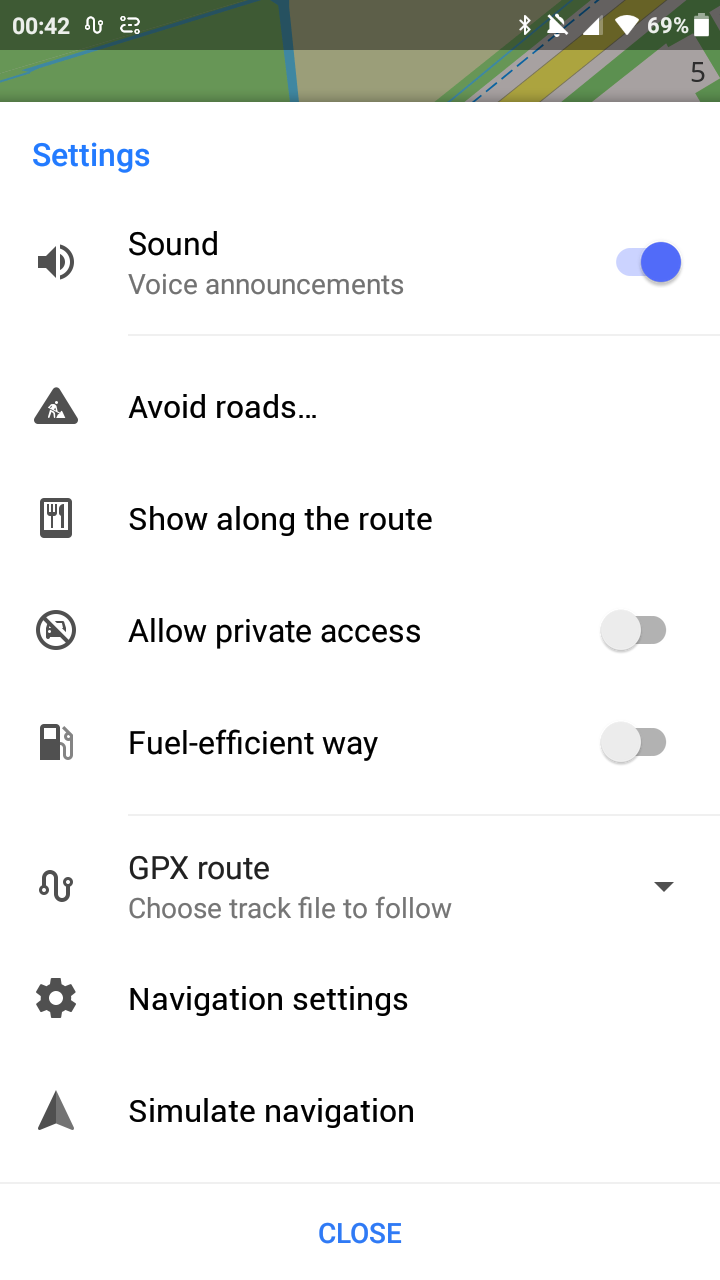 00:42 69%
5
Settings
Sound
Voice announcements
Avoid roads…
Show along the route
Allow private access
Fuel-efficient way
GPX route
Choose track file to follow
Navigation settings
Simulate navigation
CLOSE